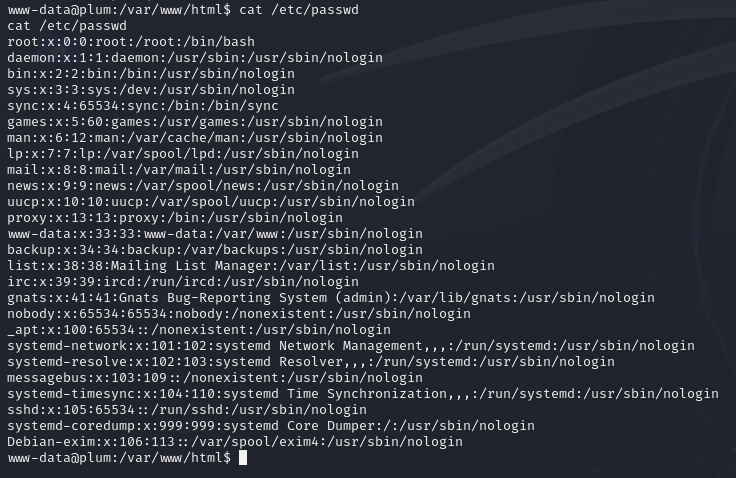 www-data@plum:/var/www/html$ cat /etc/passwd
cat /etc/passwd
root:x:0:0:root:/root:/bin/bash
daemon:x:1:1:daemon:/usr/sbin:/usr/sbin/nologin
bin:x:2:2:bin:/bin:/usr/sbin/nologin
sys:x:3:3:sys:/dev:/usr/sbin/nologin
sync:x:4:65534:sync:/bin:/bin/sync
games:x:5:60:games:/usr/games:/usr/sbin/nologin
man:x:6:12:man:/var/cache/man:/usr/sbin/nologin
lp:x:7:7:lp:/var/spool/lpd:/usr/sbin/nologin
mail:x:8:8:mail:/var/mail:/usr/sbin/nologin
news:x:9:9:news:/var/spool/news:/usr/sbin/nologin
uucp:x:10:10:uucp:/var/spool/uucp:/usr/sbin/nologin
proxy:x:13:13:proxy:/bin:/usr/sbin/nologin
www-data:x:33:33:www-data:/var/www:/usr/sbin/nologin
backup:x:34:34:backup:/var/backups:/usr/sbin/nologin
list:x:38:38:Mailing List Manager:/var/list:/usr/sbin/nologin
irc:x:39:39:ircd:/run/ircd:/usr/sbin/nologin
gnats:x:41:41:Gnats Bug-Reporting System (admin):/var/lib/gnats:/usr/sbin/nologin
nobody:x:65534:65534:nobody:/nonexistent:/usr/sbin/nologin
_apt:x:100:65534::/nonexistent:/usr/sbin/nologin
systemd-network:x:101:102:systemd Network Management,,,:/run/systemd:/usr/sbin/nologin
systemd-resolve:x:102:103:systemd Resolver,,,:/run/systemd:/usr/sbin/nologin
messagebus:x:103:109::/nonexistent:/usr/sbin/nologin
systemd-timesync:x:104:110:systemd Time Synchronization,,,:/run/systemd:/usr/sbin/nologin
sshd:x:105:65534::/run/sshd:/usr/sbin/nologin
systemd-coredump:x:999:999:systemd Core Dumper:/:/usr/sbin/nologin
Debian-exim:x:106:113::/var/spool/exim4:/usr/sbin/nologin
www-data@plum:/var/www/html$